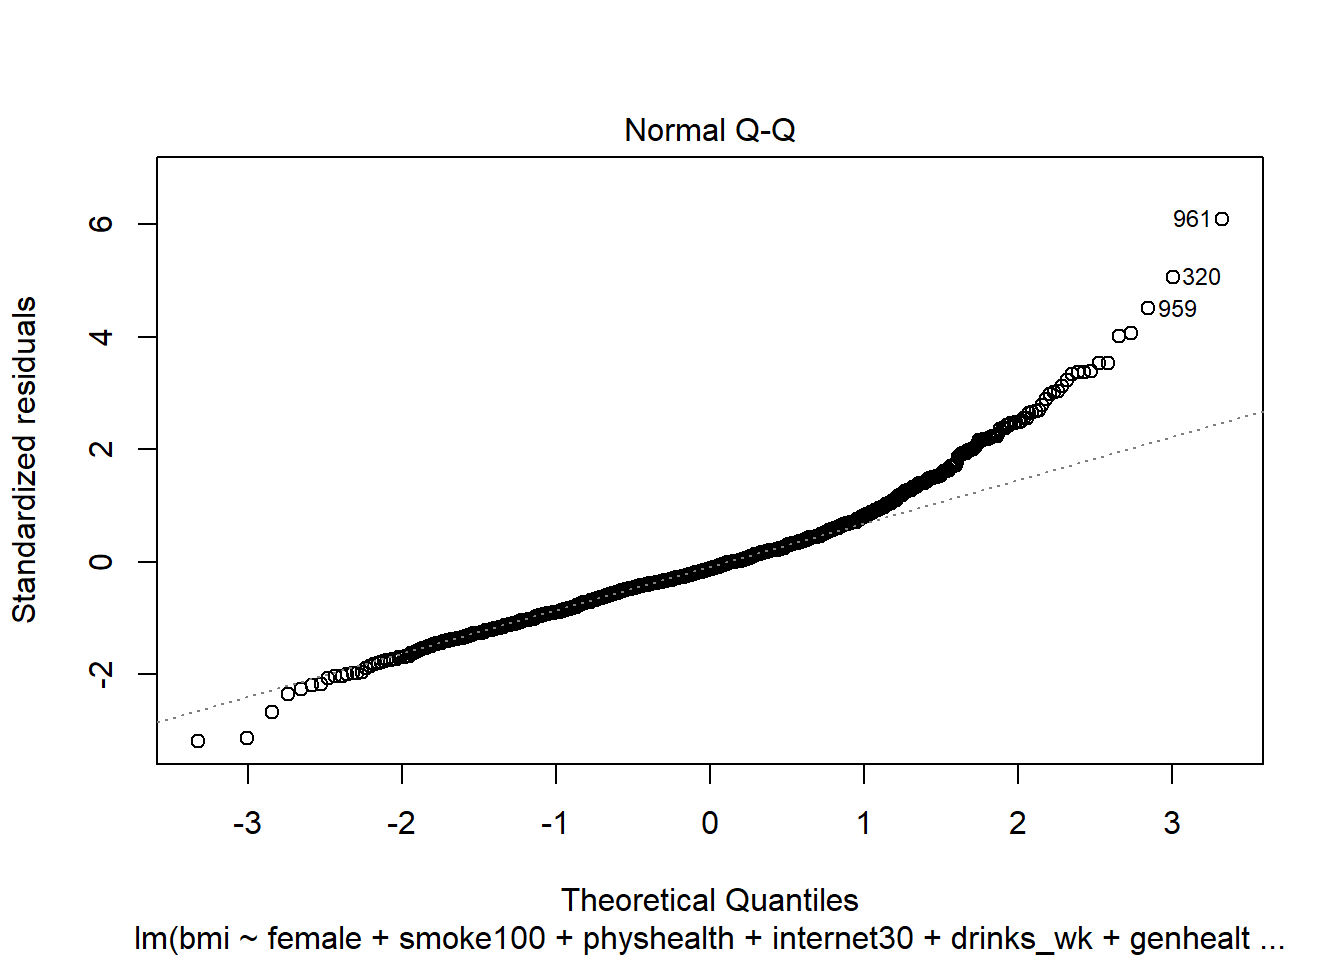 Normal Q-Q
Standardized residuals
6
4
2
0
-2
961
320
959
-3 -2 -1 0 1 2 3
Theoretical Quantiles
lm(bmi ~ female + smoke100 + physhealth + internet30 + drinks_wk + genhealt ...